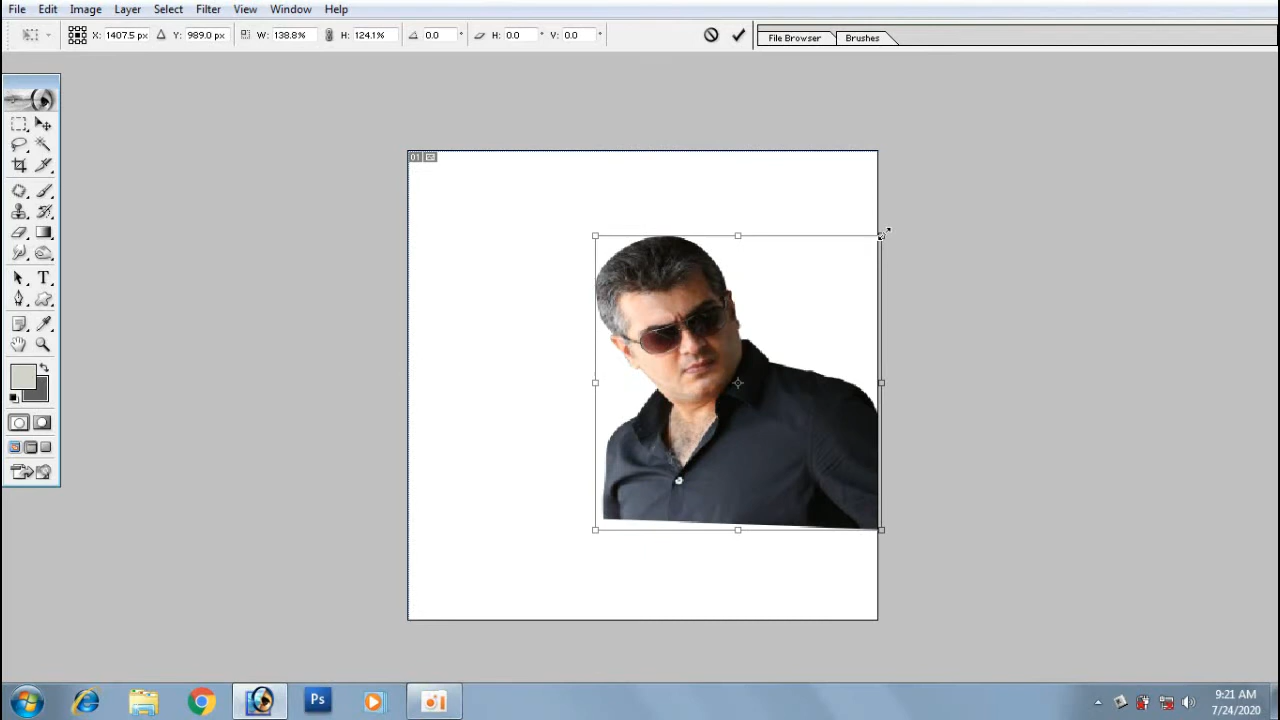 File Edit Image Layer Select Filter View Window Help
X: 1407.5 px Y: 989.0 px W: 138.8% H: 124.1% 0.0 ° H: 0.0 ° V: 0.0 ° File Browser Brushes
01
T
Ps
9:21 AM
7/24/2020